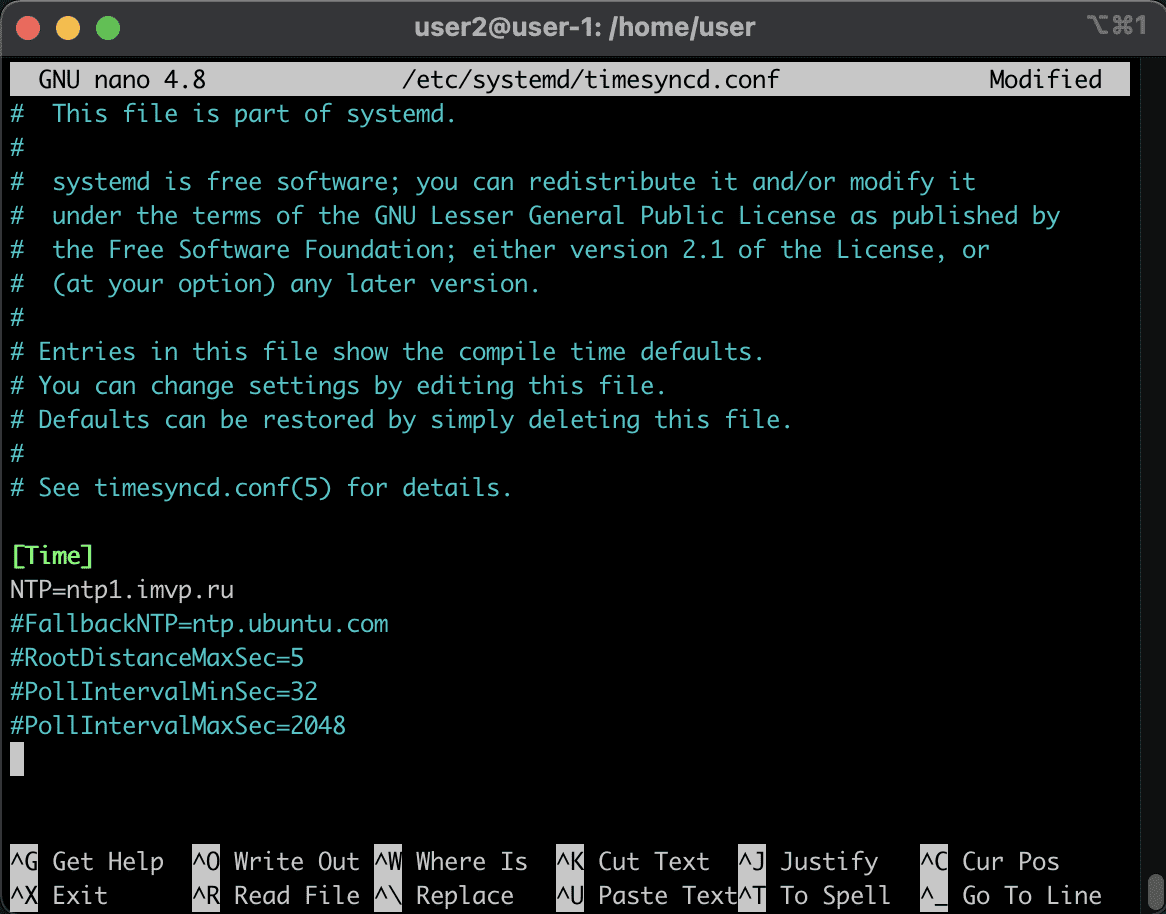 user2@user-1: /home/user ⌥⌘1
GNU nano 4.8 /etc/systemd/timesyncd.conf Modified
#  This file is part of systemd.
#
#  systemd is free software; you can redistribute it and/or modify it
#  under the terms of the GNU Lesser General Public License as published by
#  the Free Software Foundation; either version 2.1 of the License, or
#  (at your option) any later version.
#
# Entries in this file show the compile time defaults.
# You can change settings by editing this file.
# Defaults can be restored by simply deleting this file.
#
# See timesyncd.conf(5) for details.
[Time]
NTP=ntp1.imvp.ru
#FallbackNTP=ntp.ubuntu.com
#RootDistanceMaxSec=5
#PollIntervalMinSec=32
#PollIntervalMaxSec=2048
^G Get Help ^O Write Out ^W Where Is ^K Cut Text ^J Justify ^C Cur Pos
^X Exit ^R Read File ^\ Replace ^U Paste Text ^T To Spell ^_ Go To Line